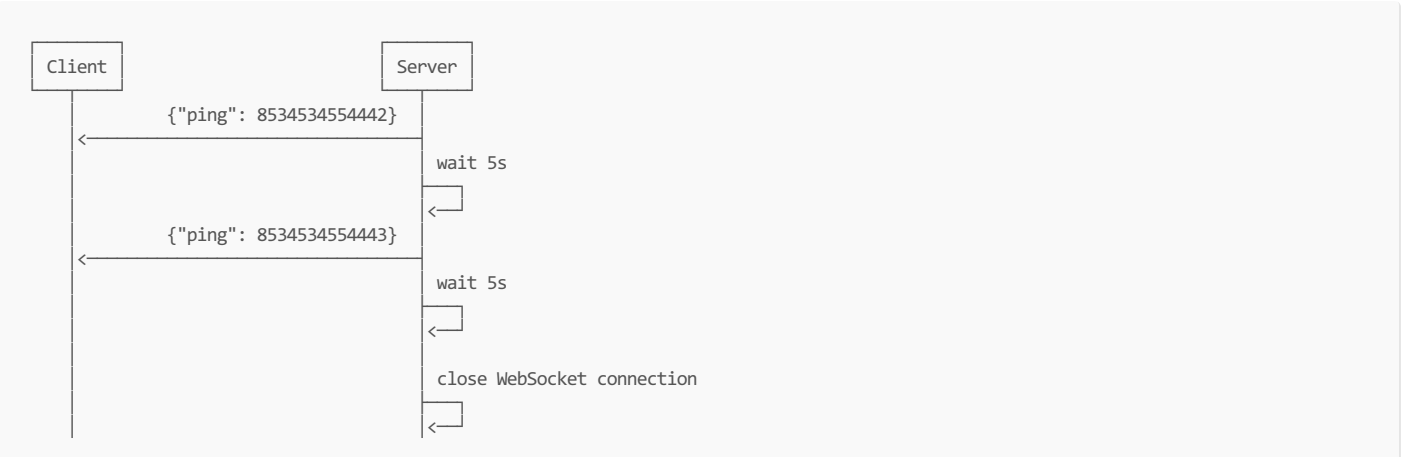 Client Server
{"ping": 8534534554442}
wait 5s
{"ping": 8534534554443}
wait 5s
close WebSocket connection